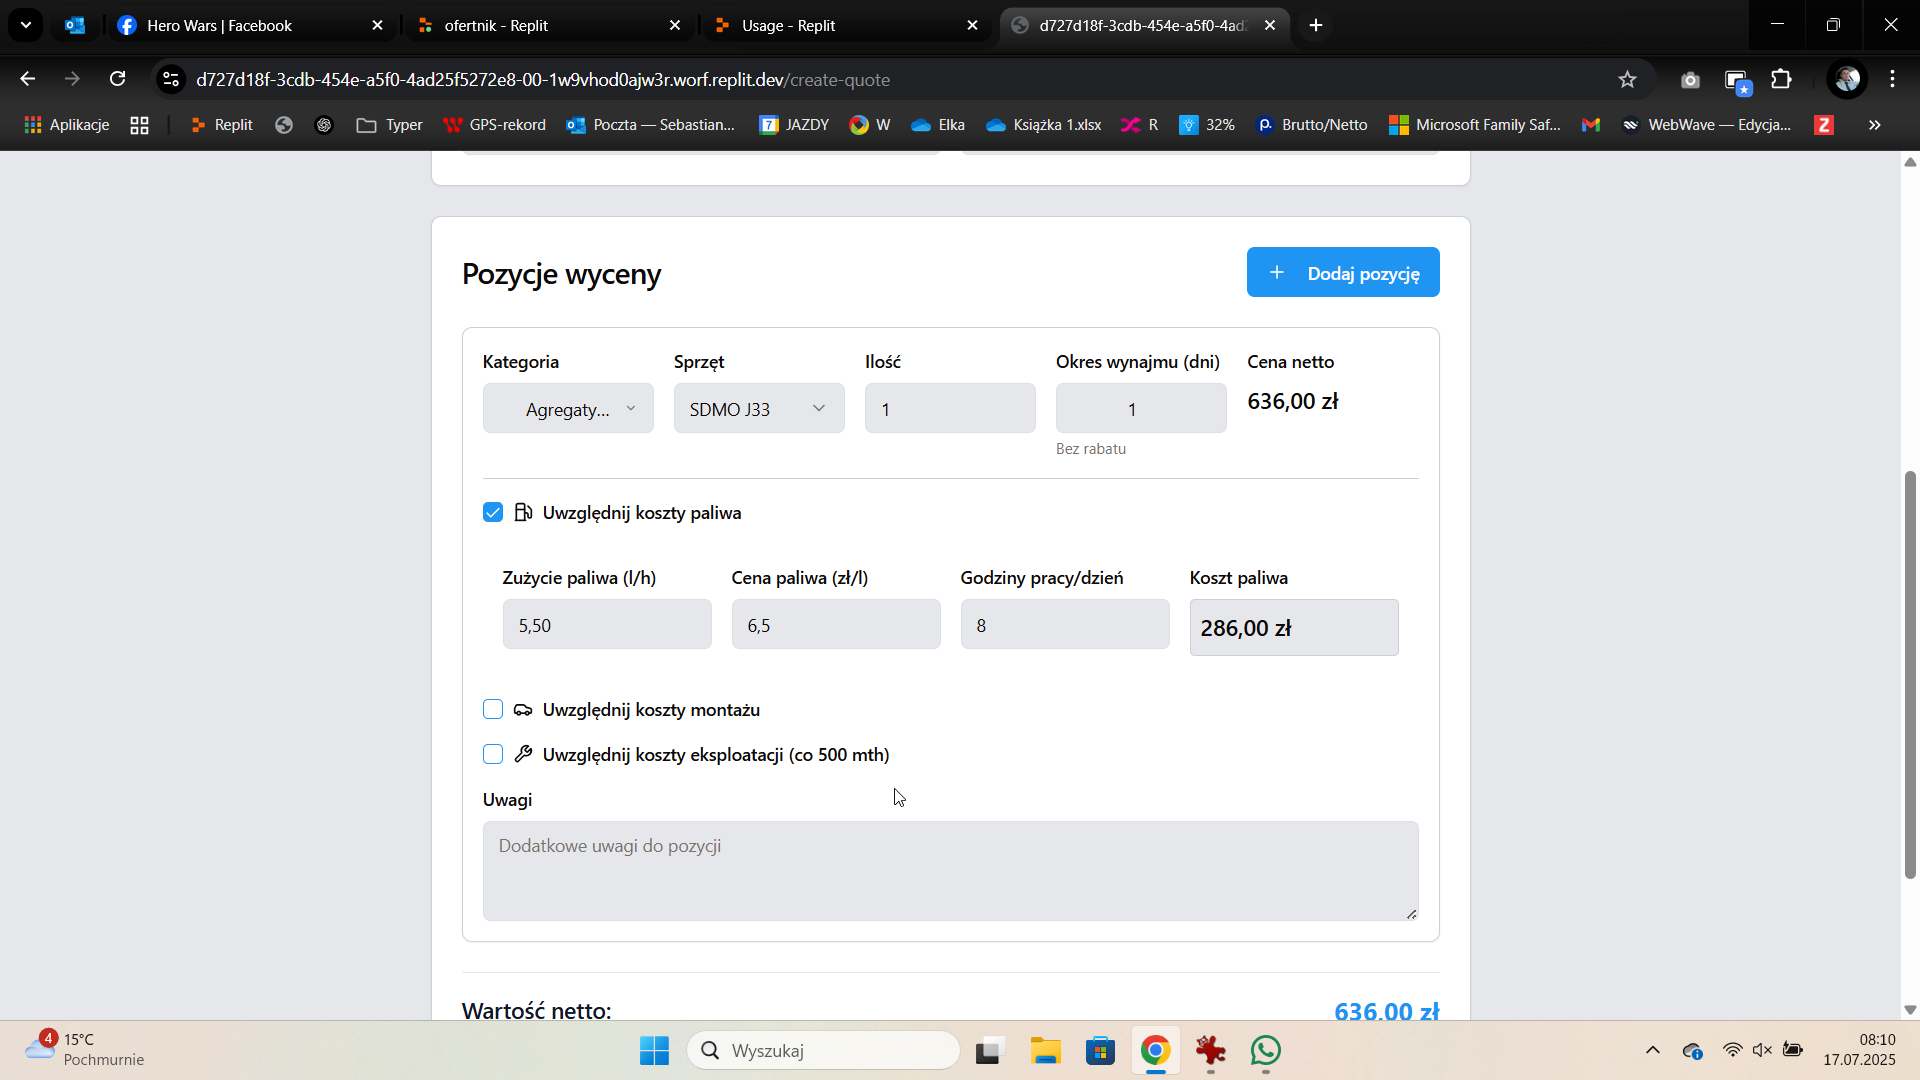 Hero Wars | Facebook
ofertnik - Replit
Usage - Replit
d727d18f-3cdb-454e-a5f0-4ad2
d727d18f-3cdb-454e-a5f0-4ad25f5272e8-00-1w9vhod0ajw3r.worf.replit.dev/create-quote
Aplikacje
Replit
Typer
GPS-rekord
Poczta — Sebastian...
7 JAZDY
W
Elka
Książka 1.xlsx
R
32%
Brutto/Netto
Microsoft Family Saf...
WebWave — Edycja...
Z
»
Pozycje wyceny
+ Dodaj pozycję
Kategoria
Sprzęt
Ilość
Okres wynajmu (dni)
Cena netto
Agregaty...
SDMO J33
1
1
636,00 zł
Bez rabatu
Uwzględnij koszty paliwa
Zużycie paliwa (l/h)
Cena paliwa (zł/l)
Godziny pracy/dzień
Koszt paliwa
5,50
6,5
8
286,00 zł
Uwzględnij koszty montażu
Uwzględnij koszty eksploatacji (co 500 mth)
Uwagi
Dodatkowe uwagi do pozycji
Wartość netto:
636,00 zł
4
15°C
Pochmurnie
Wyszukaj
08:10
17.07.2025